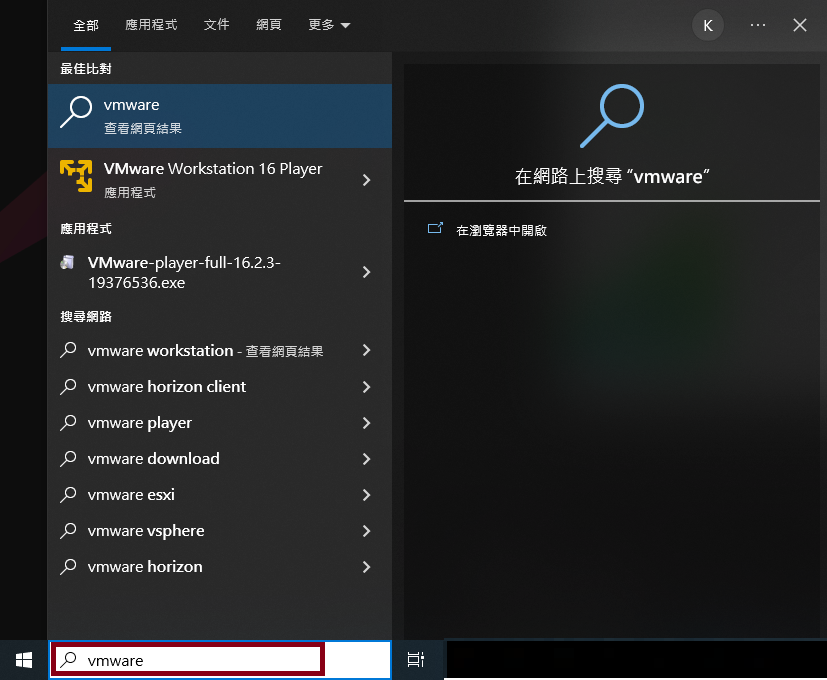 全部 應用程式 文件 網頁 更多
K
最佳比對
vmware
查看網頁結果
VMware Workstation 16 Player
應用程式
應用程式
VMware-player-full-16.2.3-
19376536.exe
搜尋網路
vmware workstation - 查看網頁結果
vmware horizon client
vmware player
vmware download
vmware esxi
vmware vsphere
vmware horizon
在網路上搜尋 “vmware”
在瀏覽器中開啟
vmware